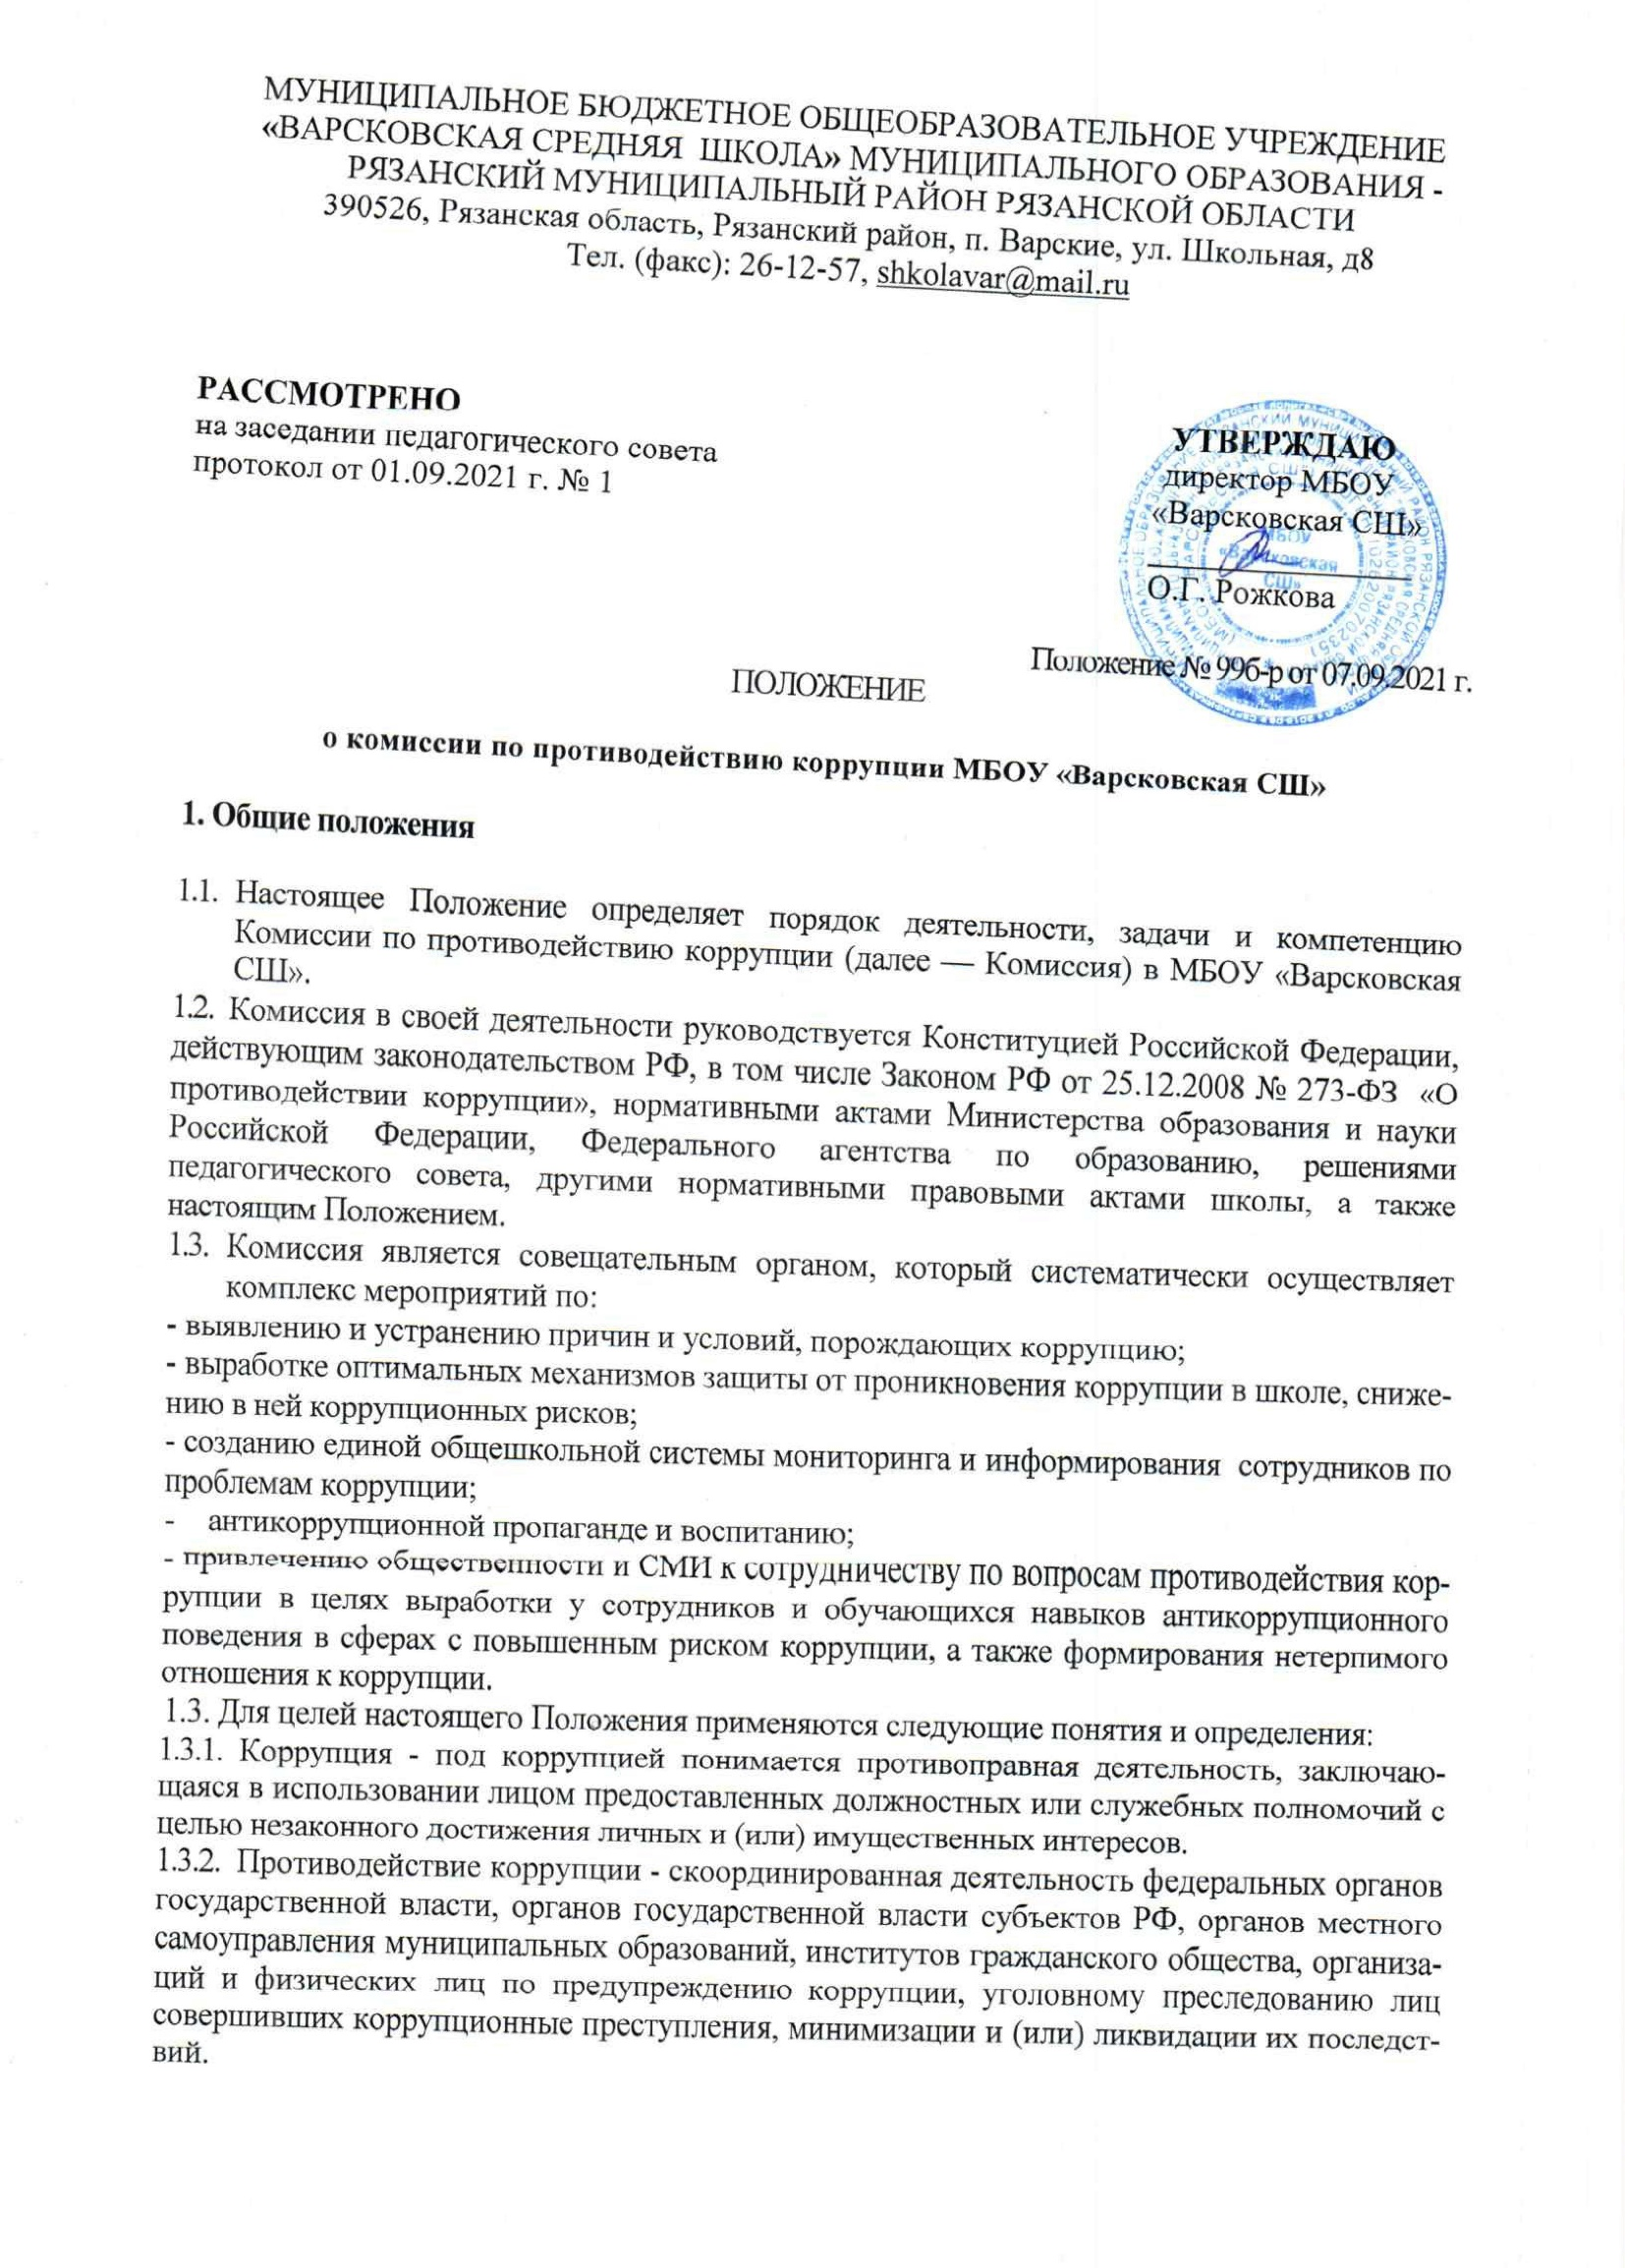 МУНИЦИПАЛЬНОЕ БЮДЖЕТНОЕ ОБЩЕОБРАЗОВАТЕЛЬНОЕ УЧРЕЖДЕНИЕ
«ВАРСКОВСКАЯ СРЕДНЯЯ ШКОЛА» МУНИЦИПАЛЬНОГО ОБРАЗОВАНИЯ -
РЯЗАНСКИЙ МУНИЦИПАЛЬНЫЙ РАЙОН РЯЗАНСКОЙ ОБЛАСТИ
390526, Рязанская область, Рязанский район, п. Варские, ул. Школьная, д8
Тел. (факс): 26-12-57, shkolavar@mail.ru
РАССМОТРЕНО
на заседании педагогического совета
протокол от 01.09.2021 г. № 1
УТВЕРЖДАЮ
директор МБОУ
«Варсковская СШ»
МБОУ
«Варсковская
СШ»
О.Г. Рожкова
Положение № 99б-р от 07.09.2021 г.
ПОЛОЖЕНИЕ
о комиссии по противодействию коррупции МБОУ «Варсковская СШ»
1. Общие положения
1.1. Настоящее Положение определяет порядок деятельности, задачи и компетенцию
Комиссии по противодействию коррупции (далее — Комиссия) в МБОУ «Варсковская
СШ».
1.2. Комиссия в своей деятельности руководствуется Конституцией Российской Федерации,
действующим законодательством РФ, в том числе Законом РФ от 25.12.2008 № 273-ФЗ «О
противодействии коррупции», нормативными актами Министерства образования и науки
Российской Федерации, Федерального агентства по образованию, решениями
педагогического совета, другими нормативными правовыми актами школы, а также
настоящим Положением.
1.3. Комиссия является совещательным органом, который систематически осуществляет
комплекс мероприятий по:
- выявлению и устранению причин и условий, порождающих коррупцию;
- выработке оптимальных механизмов защиты от проникновения коррупции в школе, сниже-
нию в ней коррупционных рисков;
- созданию единой общешкольной системы мониторинга и информирования сотрудников по
проблемам коррупции;
- антикоррупционной пропаганде и воспитанию;
- привлечению общественности и СМИ к сотрудничеству по вопросам противодействия кор-
рупции в целях выработки у сотрудников и обучающихся навыков антикоррупционного
поведения в сферах с повышенным риском коррупции, а также формирования нетерпимого
отношения к коррупции.
1.3. Для целей настоящего Положения применяются следующие понятия и определения:
1.3.1. Коррупция - под коррупцией понимается противоправная деятельность, заключаю-
щаяся в использовании лицом предоставленных должностных или служебных полномочий с
целью незаконного достижения личных и (или) имущественных интересов.
1.3.2. Противодействие коррупции - скоординированная деятельность федеральных органов
государственной власти, органов государственной власти субъектов РФ, органов местного
самоуправления муниципальных образований, институтов гражданского общества, организа-
ций и физических лиц по предупреждению коррупции, уголовному преследованию лиц
совершивших коррупционные преступления, минимизации и (или) ликвидации их последст-
вий.